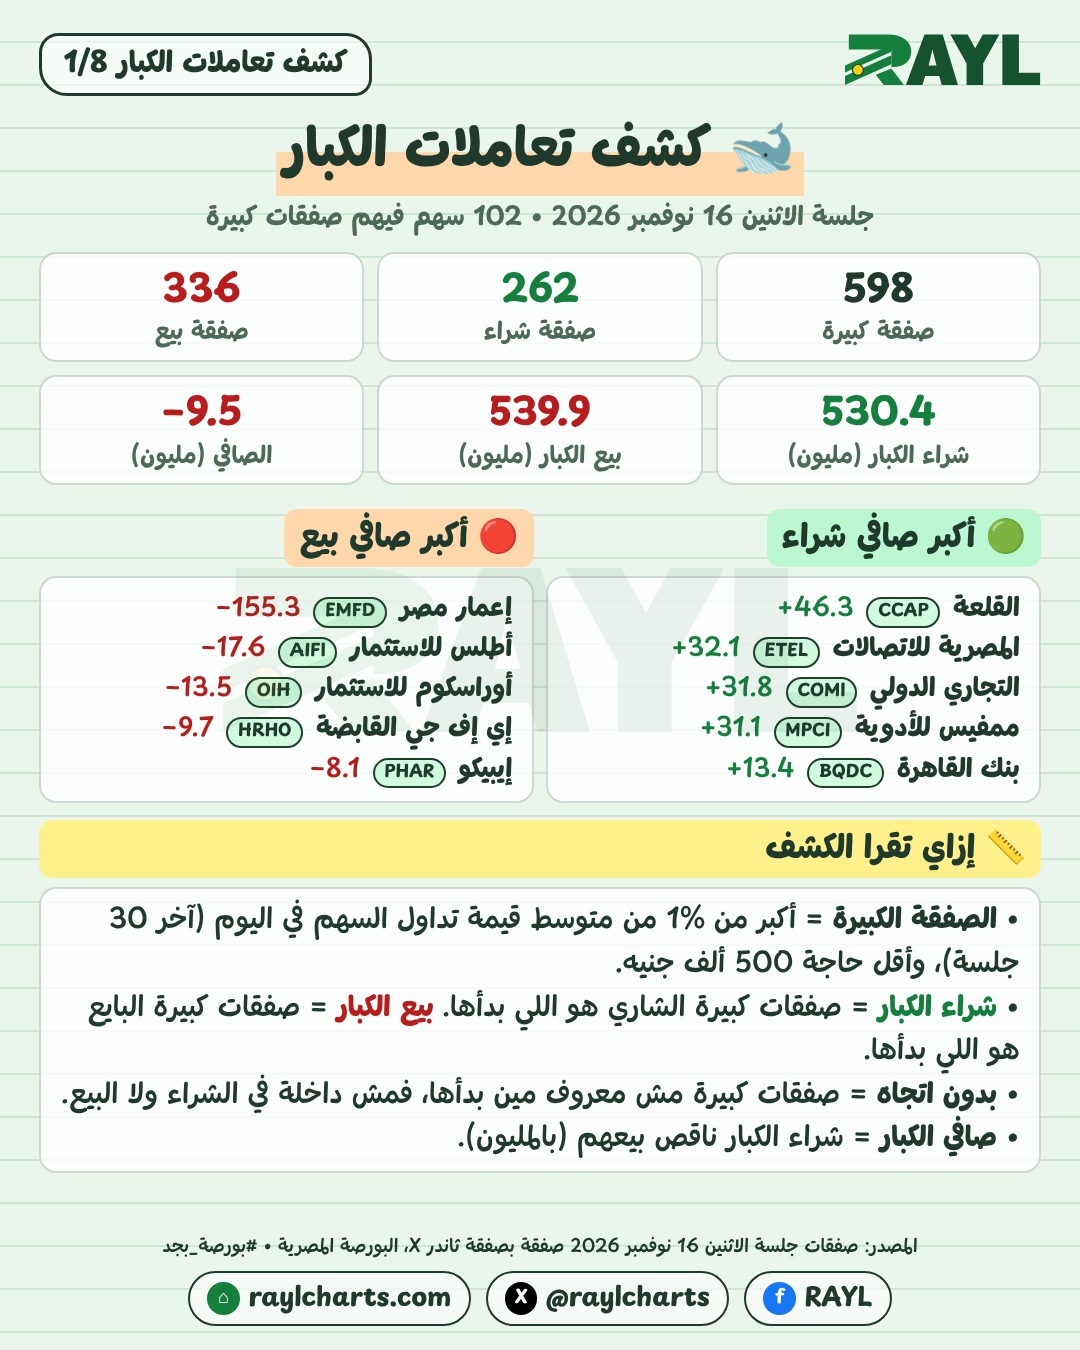 RAYL
كشف تعاملات الكبار 1/8
🐳 كشف تعاملات الكبار
جلسة الاثنين 16 نوفمبر 2026 • 102 سهم فيهم صفقات كبيرة
598
صفقة كبيرة
262
صفقة شراء
336
صفقة بيع
530.4
شراء الكبار (مليون)
539.9
بيع الكبار (مليون)
−9.5
الصافي (مليون)
🟢 أكبر صافي شراء
القلعة CCAP +46.3
المصرية للاتصالات ETEL +32.1
التجاري الدولي COMI +31.8
ممفيس للأدوية MPCI +31.1
بنك القاهرة BQDC +13.4
🔴 أكبر صافي بيع
إعمار مصر EMFD −155.3
أطلس للاستثمار AIFI −17.6
أوراسكوم للاستثمار OIH −13.5
إي إف جي القابضة HRHO −9.7
إيبيكو PHAR −8.1
RAYL
📏 إزاي تقرا الكشف
• الصفقة الكبيرة = أكبر من 1% من متوسط قيمة تداول السهم في اليوم (آخر 30
جلسة)، وأقل حاجة 500 ألف جنيه.
• شراء الكبار = صفقات كبيرة الشاري هو اللي بدأها. بيع الكبار = صفقات كبيرة البايع
هو اللي بدأها.
• بدون اتجاه = صفقات كبيرة مش معروف مين بدأها، فمش داخلة في الشراء ولا البيع.
• صافي الكبار = شراء الكبار ناقص بيعهم (بالمليون).
المصدر: صفقات جلسة الاثنين 16 نوفمبر 2026 صفقة بصفقة ثاندر X، البورصة المصرية • #بورصة_بجد
RAYL
@raylcharts
raylcharts.com